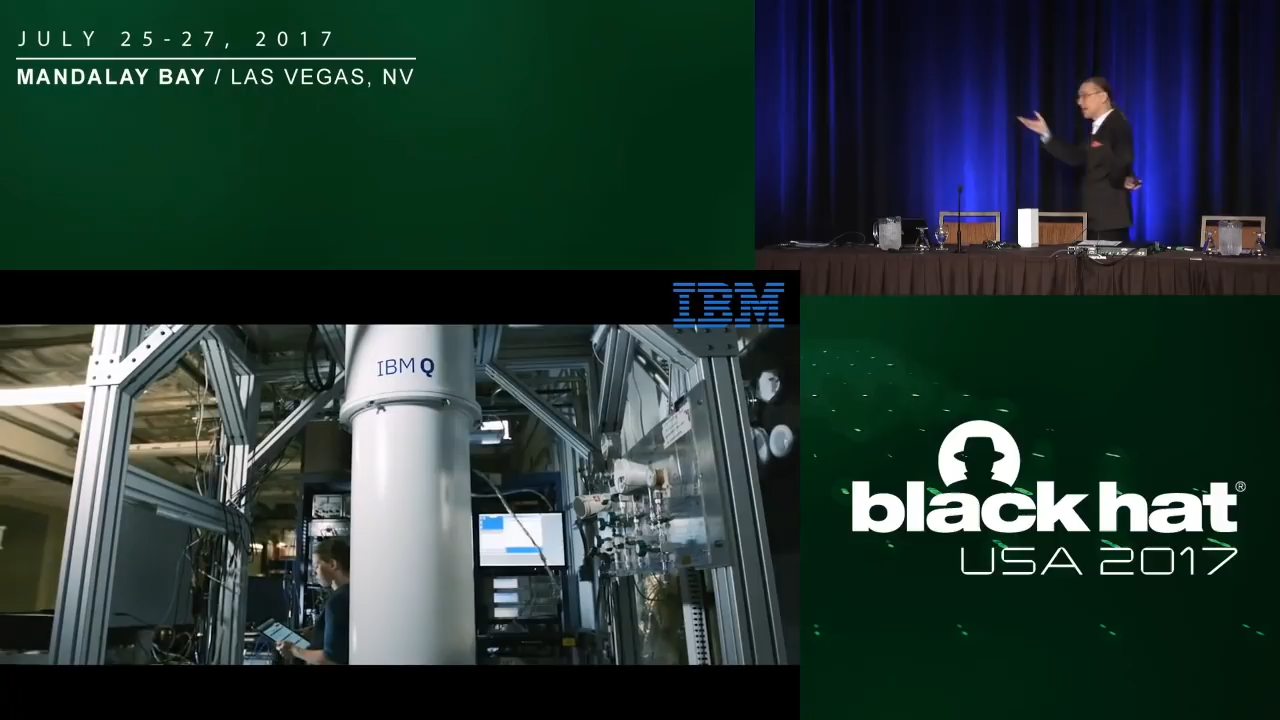 JULY 25-27, 2017
MANDALAY BAY / LAS VEGAS, NV
IBM
IBM Q
black hat®
USA 2017